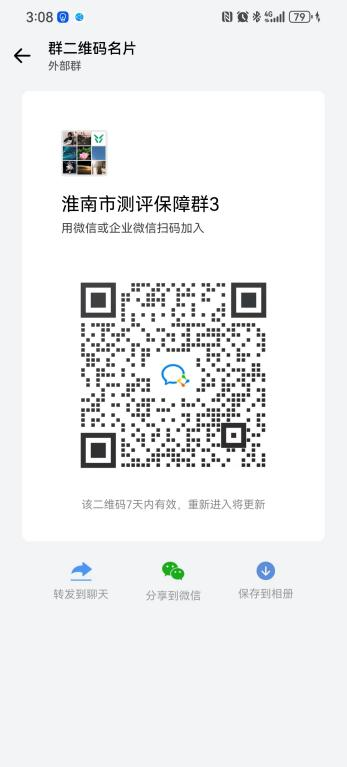 3:08
4G
79
群二维码名片
外部群
淮南市测评保障群3
用微信或企业微信扫码加入
该二维码7天内有效，重新进入将更新
转发到聊天
分享到微信
保存到相册